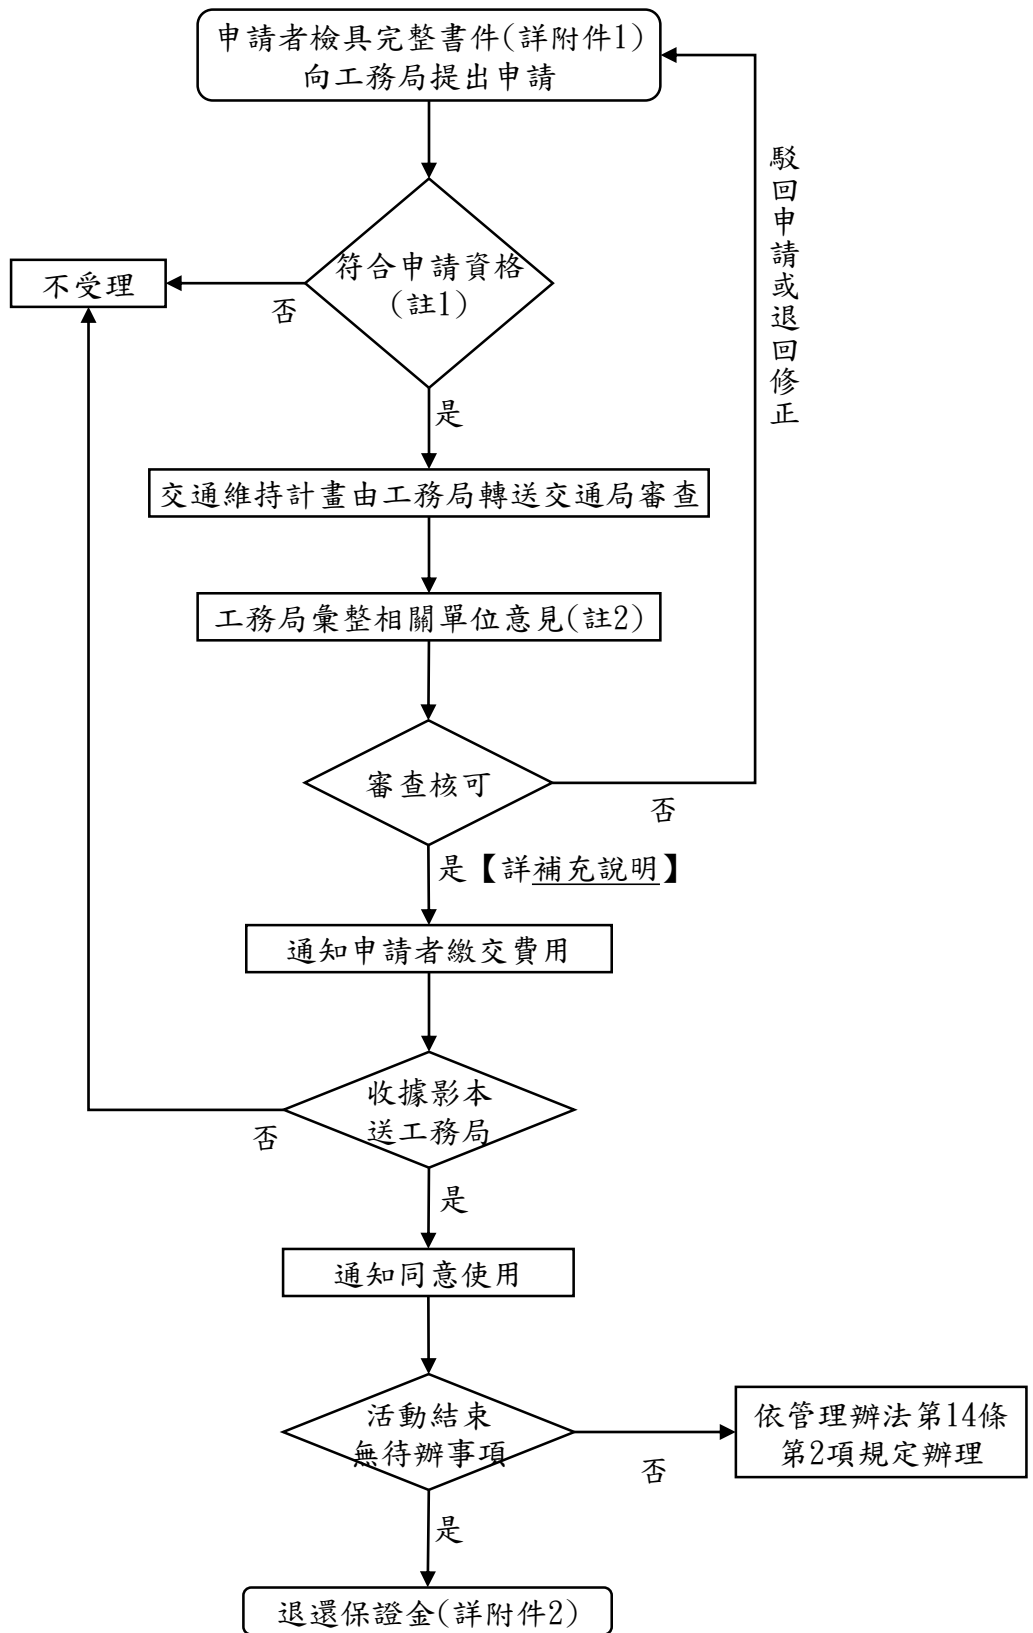 申請者檢具完整書件(詳附件1)
向工務局提出申請
駁回申請或退回修正
符合申請資格
(註1)
不受理
否
是
交通維持計畫由工務局轉送交通局審查
工務局彙整相關單位意見(註2)
審查核可
否
是【詳補充說明】
通知申請者繳交費用
收據影本
送工務局
否
是
通知同意使用
活動結束
無待辦事項
依管理辦法第14條
第2項規定辦理
否
是
退還保證金(詳附件2)